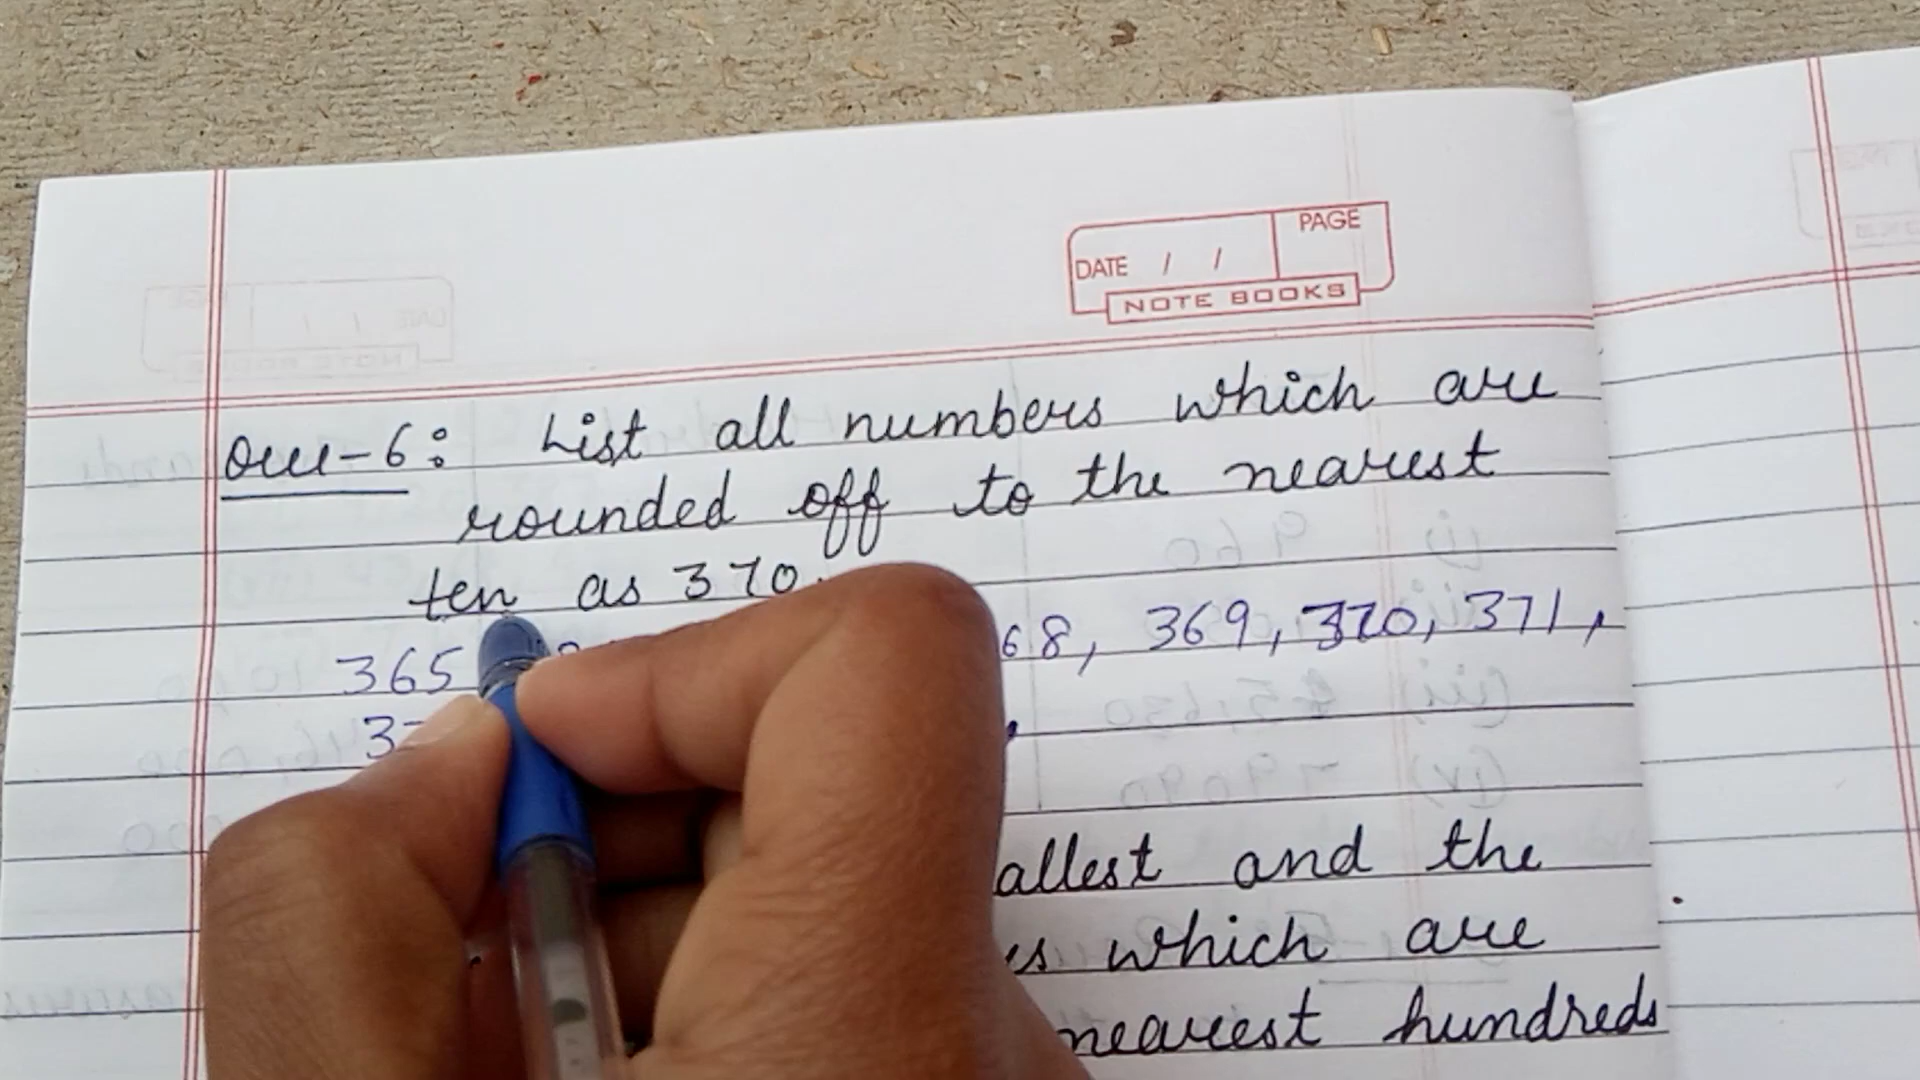 DATE / / PAGE
NOTE BOOKS
Que-6: List all numbers which are
rounded off to the nearest
ten as 370.
365 68, 369, 370, 371,
allest and the
which are
nearest hundreds